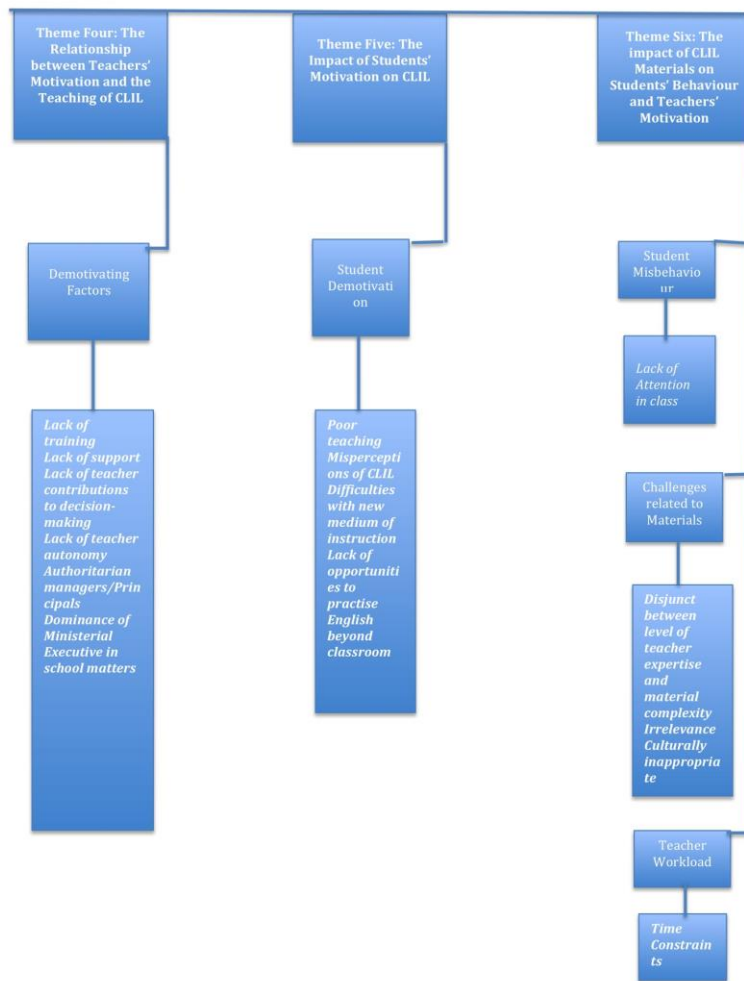 Theme Four: The
Relationship
between Teachers'
Motivation and the
Teaching of CLIL
Demotivating
Factors
Lack of
training
Lack of support
Lack of teacher
contributions
to decision-
making
Lack of teacher
autonomy
Authoritarian
managers/Prin
cipals
Dominance of
Ministerial
Executive in
school matters
Theme Five: The
Impact of Students'
Motivation on CLIL
Student
Demotivati
on
Poor
teaching
Mispercepti
ons of CLIL
Difficulties
with new
medium of
instruction
Lack of
opportuniti
es to
practise
English
beyond
classroom
Theme Six: The
impact of CLIL
Materials on
Students' Behaviour
and Teachers'
Motivation
Student
Misbehavio
ur
Lack of
Attention
in class
Challenges
related to
Materials
Disjunct
between
level of
teacher
expertise
and
material
complexity
Irrelevance
Culturally
inappropria
te
Teacher
Workload
Time
Constrain
ts